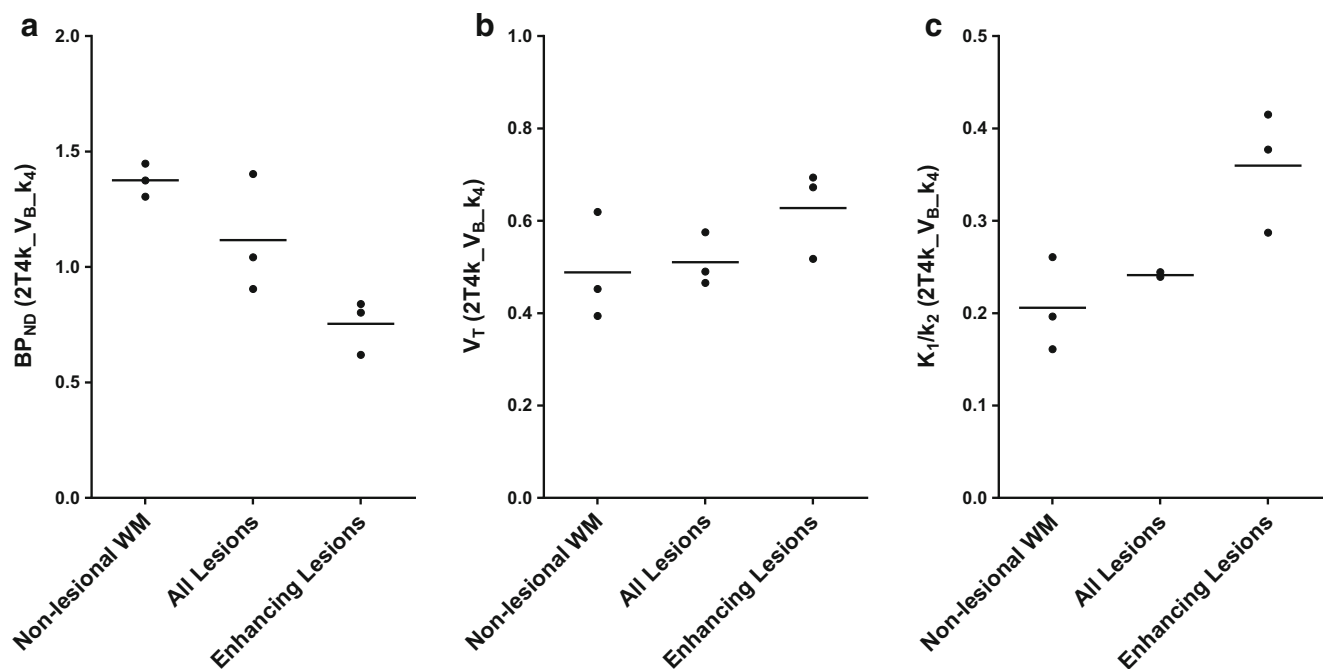 a
BP_ND (2T4k_V_B_k_4)
2.0
1.5
1.0
0.5
0.0
Non-lesional WM
All Lesions
Enhancing Lesions
b
V_T (2T4k_V_B_k_4)
1.0
0.8
0.6
0.4
0.2
0.0
Non-lesional WM
All Lesions
Enhancing Lesions
c
K_1/k_2 (2T4k_V_B_k_4)
0.5
0.4
0.3
0.2
0.1
0.0
Non-lesional WM
All Lesions
Enhancing Lesions